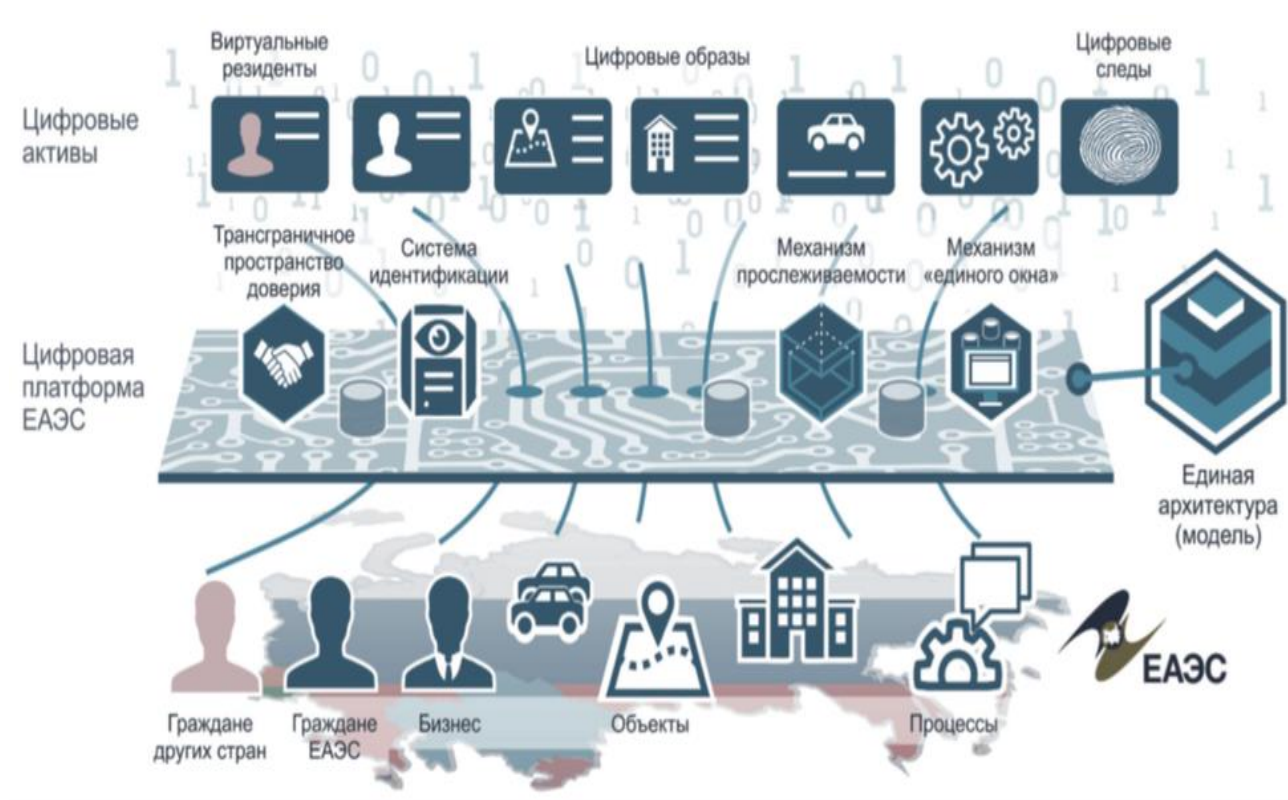 Виртуальные
резиденты
Цифровые образы
Цифровые
следы
Цифровые
активы
Трансграничное
пространство
доверия
Система
идентификации
Механизм
прослеживаемости
Механизм
«единого окна»
Цифровая
платформа
ЕАЭС
Единая
архитектура
(модель)
Граждане
других стран
Граждане
ЕАЭС
Бизнес
Объекты
Процессы
ЕАЭС